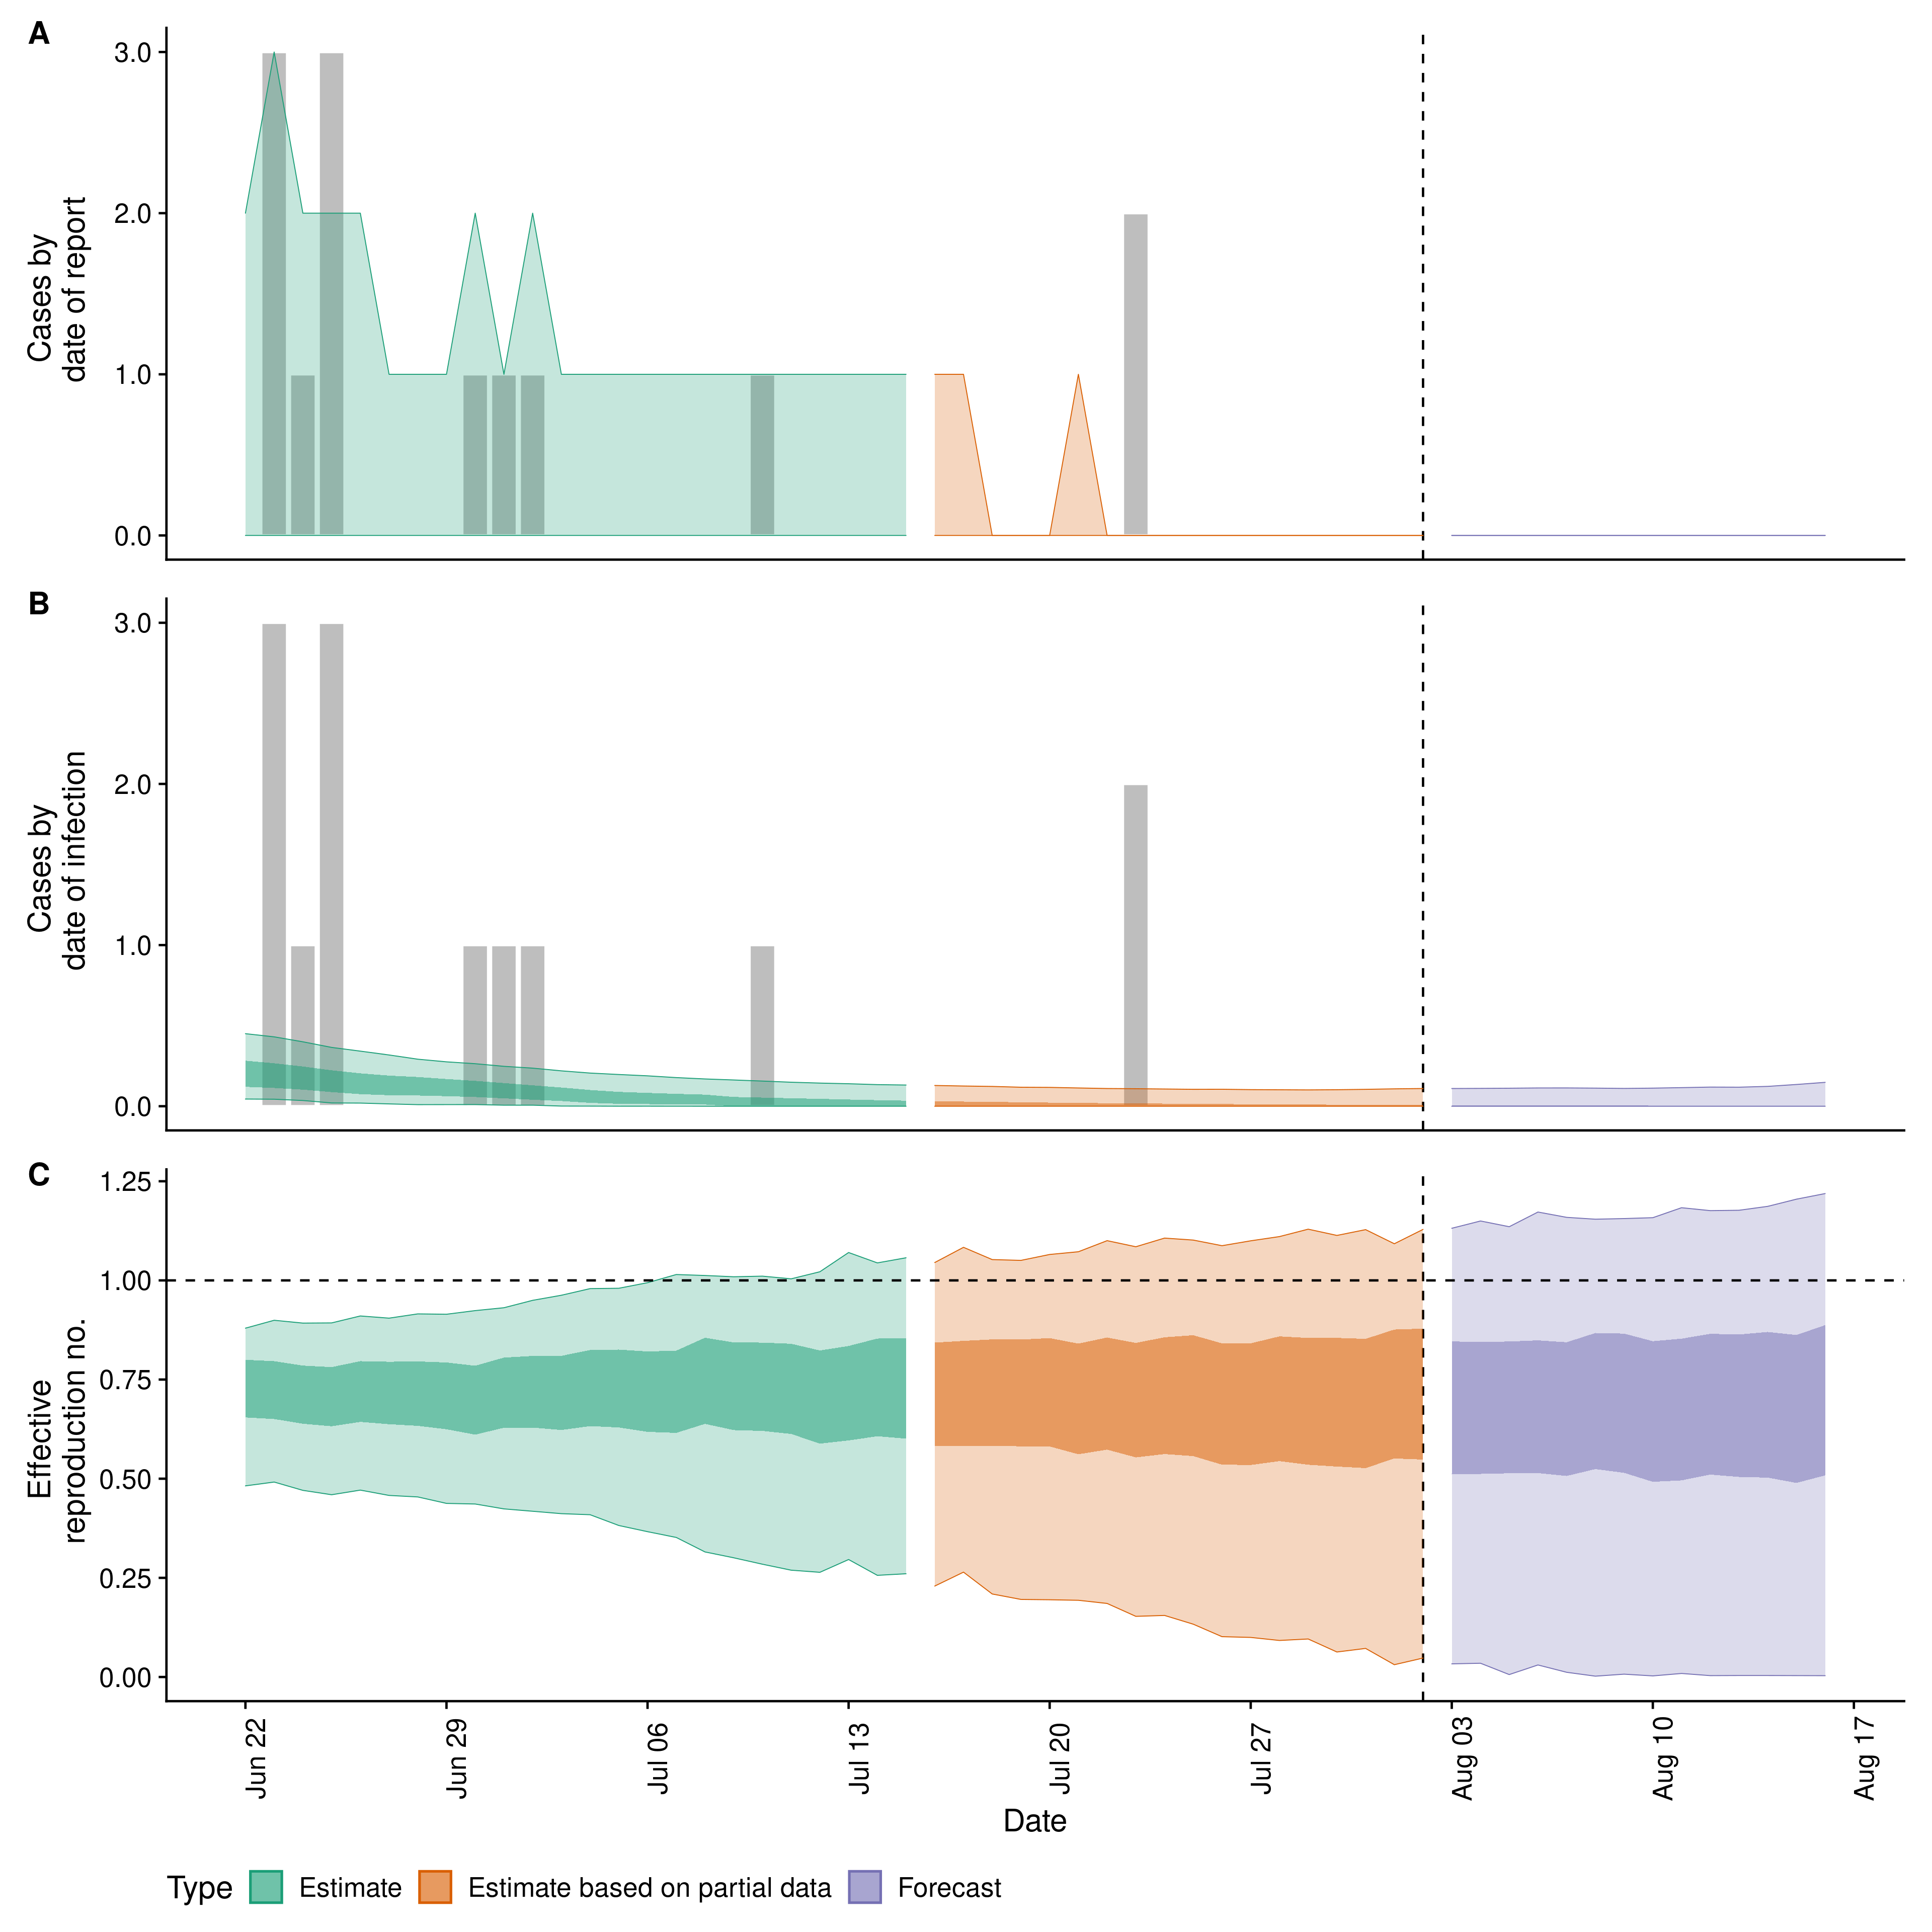 A
3.0
2.0
1.0
0.0
Cases by
date of report
B
3.0
2.0
1.0
0.0
Cases by
date of infection
C
1.25
1.00
0.75
0.50
0.25
0.00
Effective
reproduction no.
Jun 22
Jun 29
Jul 06
Jul 13
Jul 20
Jul 27
Aug 03
Aug 10
Aug 17
Date
Type Estimate Estimate based on partial data Forecast